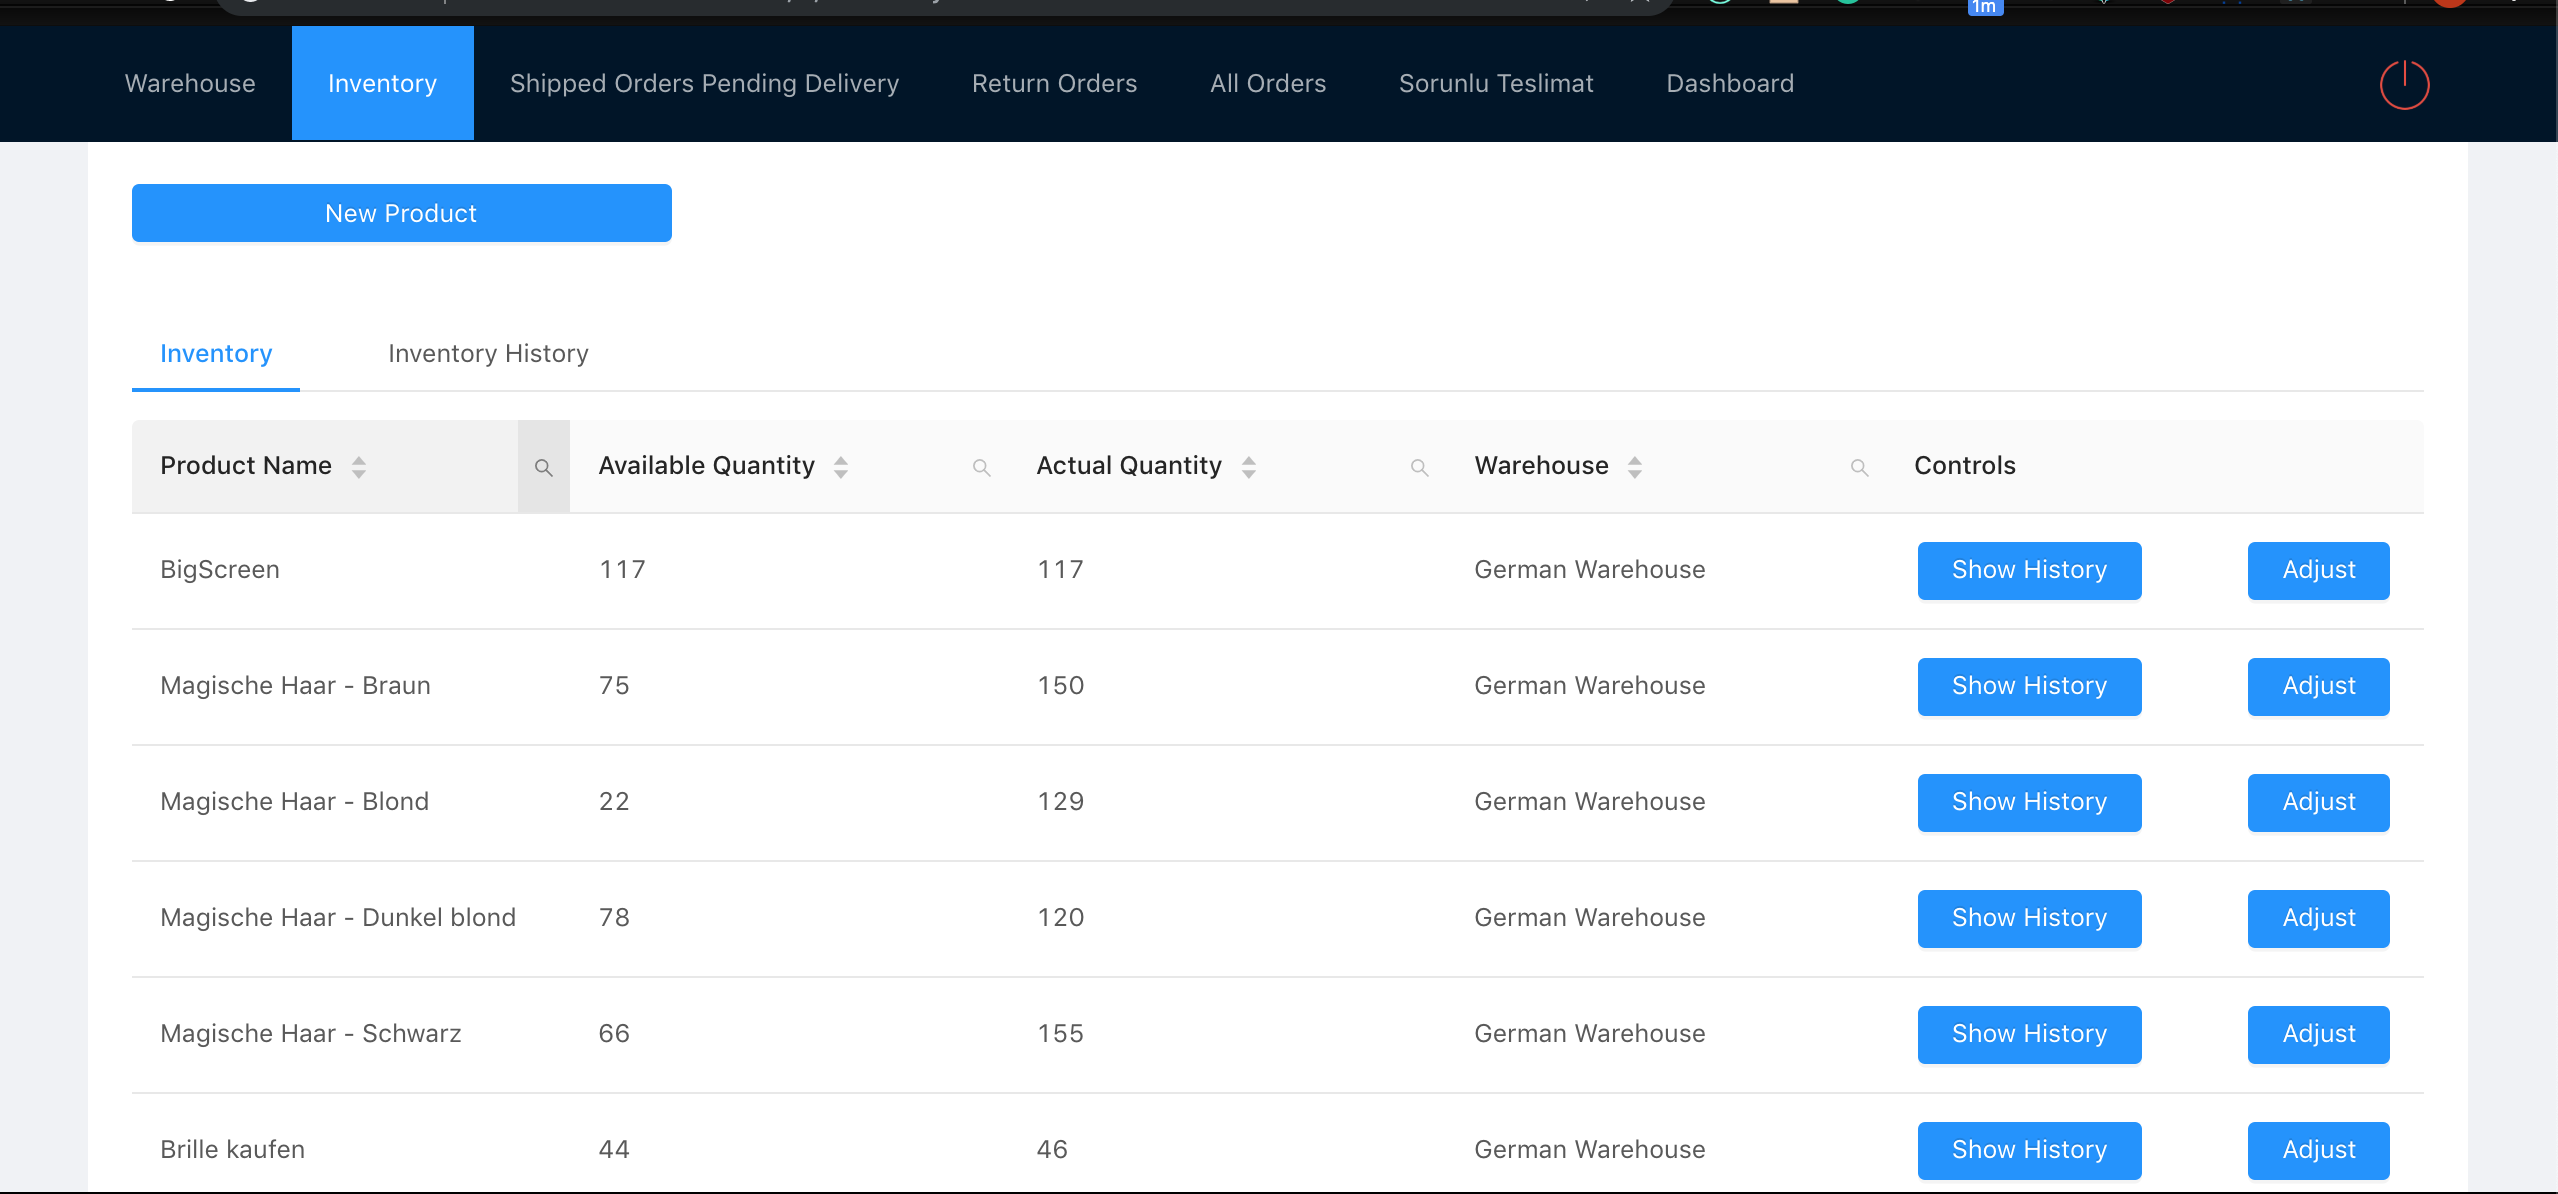 1m
Warehouse Inventory Shipped Orders Pending Delivery Return Orders All Orders Sorunlu Teslimat Dashboard
New Product
Inventory Inventory History
Product Name Available Quantity Actual Quantity Warehouse Controls
BigScreen 117 117 German Warehouse Show History Adjust
Magische Haar - Braun 75 150 German Warehouse Show History Adjust
Magische Haar - Blond 22 129 German Warehouse Show History Adjust
Magische Haar - Dunkel blond 78 120 German Warehouse Show History Adjust
Magische Haar - Schwarz 66 155 German Warehouse Show History Adjust
Brille kaufen 44 46 German Warehouse Show History Adjust